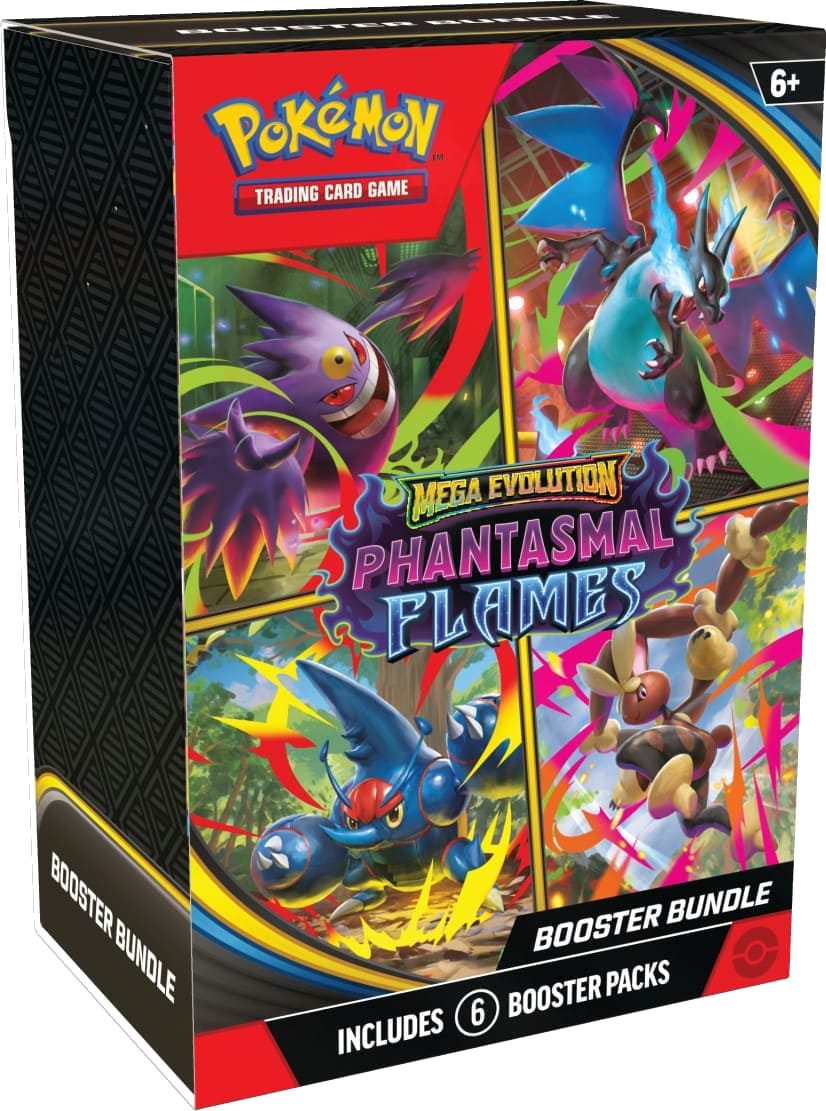 BOOSTER BUNDLE
6+
POKéMON
TM
TRADING CARD GAME
MEGA EVOLUTION
PHANTASMAL
FLAMES
BOOSTER BUNDLE
BOOSTER BUNDLE
INCLUDES 6 BOOSTER PACKS